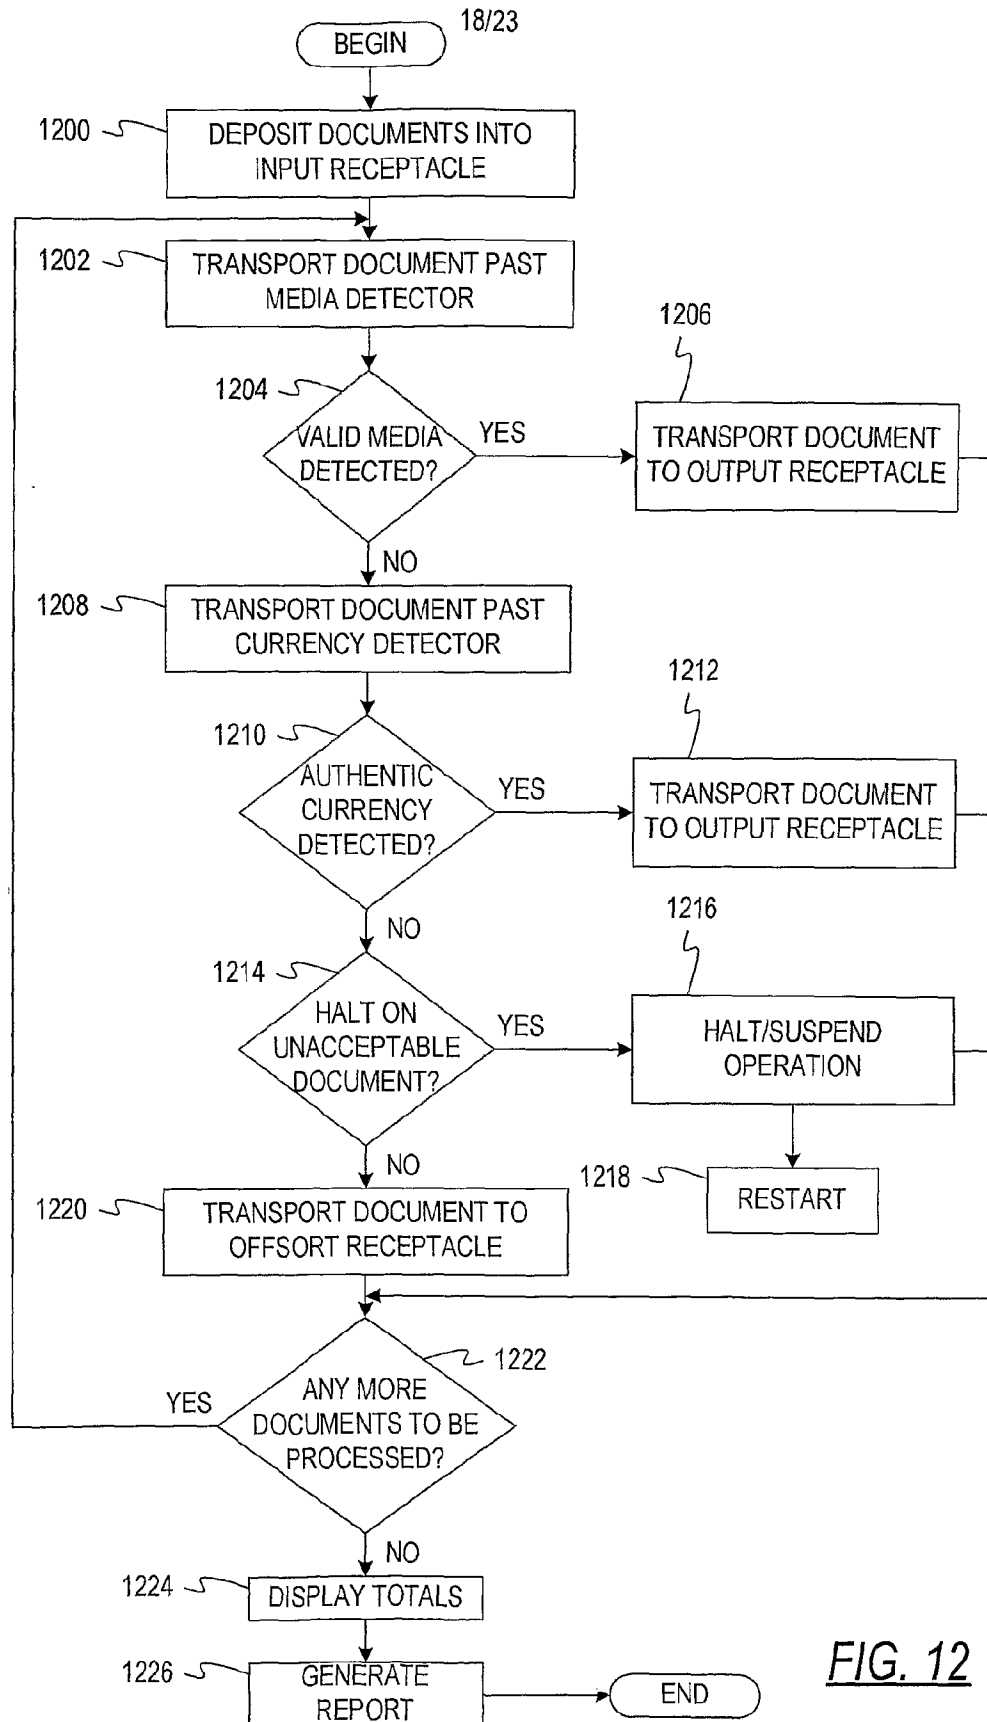 18/23
BEGIN
1200
DEPOSIT DOCUMENTS INTO
INPUT RECEPTACLE
1202
TRANSPORT DOCUMENT PAST
MEDIA DETECTOR
1204
VALID MEDIA
DETECTED?
YES
1206
TRANSPORT DOCUMENT
TO OUTPUT RECEPTACLE
NO
1208
TRANSPORT DOCUMENT PAST
CURRENCY DETECTOR
1210
AUTHENTIC
CURRENCY
DETECTED?
YES
1212
TRANSPORT DOCUMENT
TO OUTPUT RECEPTACLE
NO
1214
HALT ON
UNACCEPTABLE
DOCUMENT?
YES
1216
HALT/SUSPEND
OPERATION
1218
RESTART
NO
1220
TRANSPORT DOCUMENT TO
OFFSORT RECEPTACLE
1222
ANY MORE
DOCUMENTS TO BE
PROCESSED?
YES
NO
1224
DISPLAY TOTALS
1226
GENERATE
REPORT
END
FIG. 12